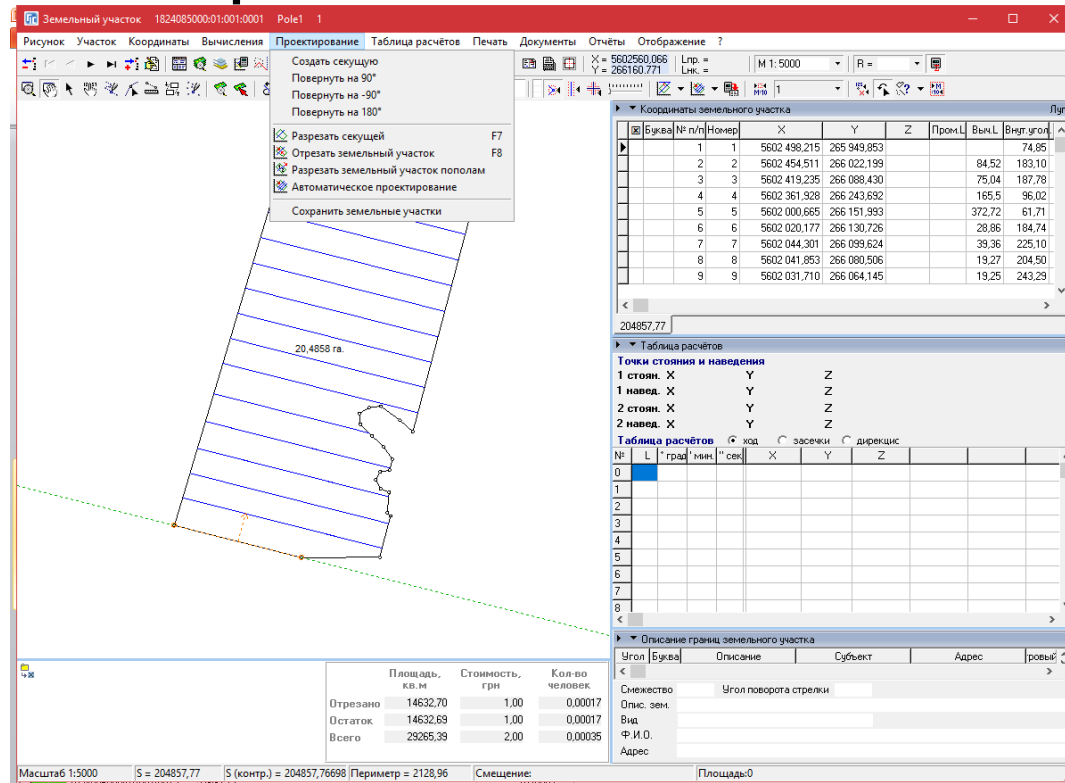 Земельный участок 1824085000:01:001:0001 Pole1 1
Рисунок Участок Координаты Вычисления Проектирование Таблица расчётов Печать Документы Отчёты Отображение ?
X = 5602560,066 Lпр. =
Y = 266160.771 Lнк. =
M 1: 5000 R =
1
Создать секущую
Повернуть на 90°
Повернуть на -90°
Повернуть на 180°
Разрезать секущей F7
Отрезать земельный участок F8
Разрезать земельный участок пополам
Автоматическое проектирование
Сохранить земельные участки
20,4858 га.
Координаты земельного участка
Буква № п/п Номер X Y Z Пром.L Выч.L Внут.угол
1 1 5602 498,215 265 949,853 74,85
2 2 5602 454,511 266 022,199 84,52 183,10
3 3 5602 419,235 266 088,430 75,04 187,78
4 4 5602 361,928 266 243,692 165,5 96,02
5 5 5602 000,665 266 151,993 372,72 61,71
6 6 5602 020,177 266 130,726 28,86 184,74
7 7 5602 044,301 266 099,624 39,36 225,10
8 8 5602 041,853 266 080,506 19,27 204,50
9 9 5602 031,710 266 064,145 19,25 243,29
204857,77
Таблица расчётов
Точки стояния и наведения
1 стоян. X Y Z
1 навед. X Y Z
2 стоян. X Y Z
2 навед. X Y Z
Таблица расчётов ход засечки дирекцис
№ L ° град ' мин. " сек X Y Z
0
1
2
3
4
5
6
7
8
Описание границ земельного участка
Угол Буква Описание Субъект Адрес ровый
Смежество Угол поворота стрелки
Опис. зем.
Вид
Ф.И.О.
Адрес
Площадь, кв.м Стоимость, грн Кол-во человек
Отрезано 14632,70 1,00 0,00017
Остаток 14632,69 1,00 0,00017
Всего 29265,39 2,00 0,00035
Масштаб 1:5000 S = 204857,77 S (контр.) = 204857,76698 Периметр = 2128,96 Смещение: Площадь:0